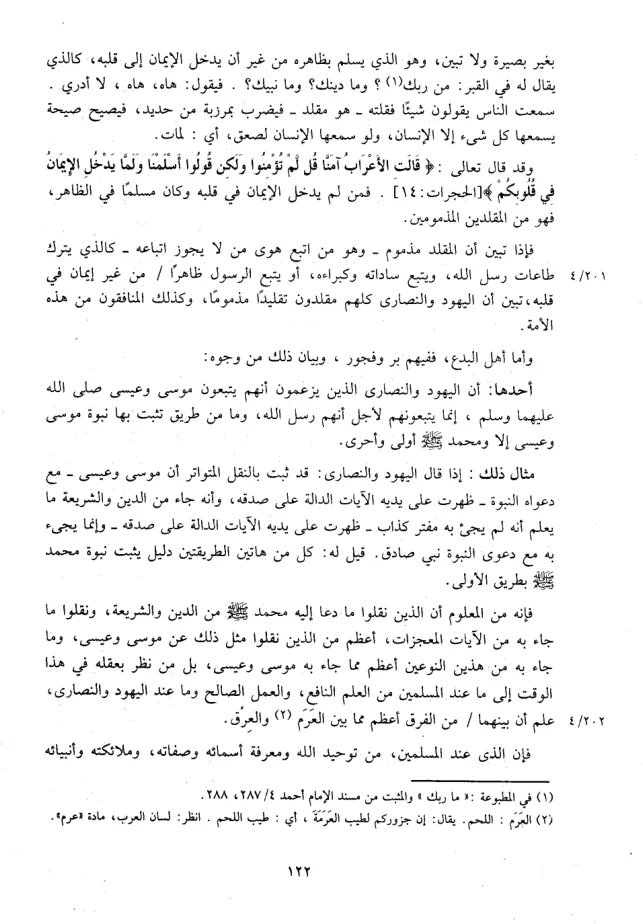 بغير بصيرة ولا تبين، وهو الذي يسلم بظاهره من غير أن يدخل الإيمان إلى قلبه، كالذي
يقال له في القبر: من ربك(١) ؟ وما دينك؟ وما نبيك؟ . فيقول: هاه، هاه ، لا أدري .
سمعت الناس يقولون شيئًا فقلته ـ هو مقلد ـ فيضرب بمرزبة من حديد، فيصيح صيحة
يسمعها كل شىء إلا الإنسان، ولو سمعها الإنسان لصعق، أي : لمات.
وقد قال تعالى :﴿ قَالَتِ الأَعْرَابُ آمَنَّا قُل لَّمْ تُؤْمِنُوا وَلَكِن قُولُوا أَسْلَمْنَا وَلَمَّا يَدْخُلِ الإِيمَانُ
فِي قُلُوبِكُمْ ﴾[الحجرات:١٤] . فمن لم يدخل الإيمان في قلبه وكان مسلمًا في الظاهر،
فهو من المقلدين المذمومين.
فإذا تبين أن المقلد مذموم ـ وهو من اتبع هوى من لا يجوز اتباعه ـ كالذي يترك
٤/٢٠١ طاعات رسل الله، ويتبع ساداته وكبراءه، أو يتبع الرسول ظاهرًا / من غير إيمان في
قلبه، تبين أن اليهود والنصارى كلهم مقلدون تقليدًا مذمومًا، وكذلك المنافقون من هذه
الأمة.
وأما أهل البدع، ففيهم بر وفجور ، وبيان ذلك من وجوه:
أحدها: أن اليهود والنصارى الذين يزعمون أنهم يتبعون موسى وعيسى صلى الله
عليهما وسلم ، إنما يتبعونهم لأجل أنهم رسل الله، وما من طريق تثبت بها نبوة موسى
وعيسى إلا ومحمد ﷺ أولى وأحرى.
مثال ذلك : إذا قال اليهود والنصارى: قد ثبت بالنقل المتواتر أن موسى وعيسى ـ مع
دعواه النبوة ـ ظهرت على يديه الآيات الدالة على صدقه، وأنه جاء من الدين والشريعة ما
يعلم أنه لم يجئ به مفتر كذاب ـ ظهرت على يديه الآيات الدالة على صدقه ـ وإنما يجىء
به مع دعوى النبوة نبي صادق. قيل له: كل من هاتين الطريقتين دليل يثبت نبوة محمد
ﷺ بطريق الأولى.
فإنه من المعلوم أن الذين نقلوا ما دعا إليه محمد ﷺ من الدين والشريعة، ونقلوا ما
جاء به من الآيات المعجزات، أعظم من الذين نقلوا مثل ذلك عن موسى وعيسى، وما
جاء به من هذين النوعين أعظم مما جاء به موسى وعيسى، بل من نظر بعقله في هذا
الوقت إلى ما عند المسلمين من العلم النافع، والعمل الصالح وما عند اليهود والنصارى،
٤/٢٠٢ علم أن بينهما / من الفرق أعظم مما بين العَرَم (٢) والعِرْق.
فإن الذى عند المسلمين، من توحيد الله ومعرفة أسمائه وصفاته، وملائكته وأنبيائه
(١) في المطبوعة :« ما ربك » والمثبت من مسند الإمام أحمد ٤/ ٢٨٧، ٢٨٨ .
(٢) العَرَم : اللحم. يقال: إن جزوركم لطيب العَرَمَة ، أي : طيب اللحم . انظر: لسان العرب، مادة «عرم».
١٢٢